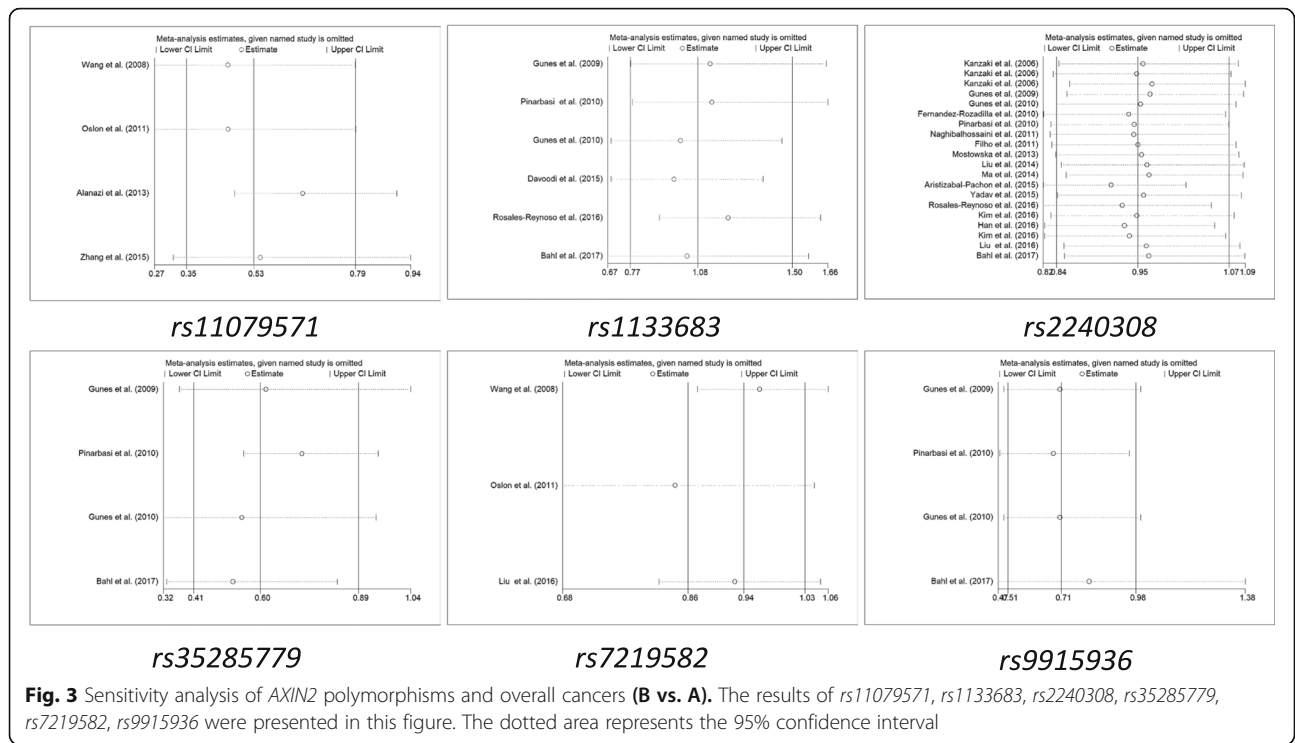 Meta-analysis estimates, given named study is omitted
Lower CI Limit Estimate Upper CI Limit
Wang et al. (2008)
Oslon et al. (2011)
Alanazi et al. (2013)
Zhang et al. (2015)
0.27 0.35 0.53 0.79 0.94
rs11079571
Meta-analysis estimates, given named study is omitted
Lower CI Limit Estimate Upper CI Limit
Gunes et al. (2009)
Pinarbasi et al. (2010)
Gunes et al. (2010)
Davoodi et al. (2015)
Rosales-Reynoso et al. (2016)
Bahl et al. (2017)
0.67 0.77 1.08 1.50 1.66
rs1133683
Meta-analysis estimates, given named study is omitted
Lower CI Limit Estimate Upper CI Limit
Kanzaki et al. (2006)
Kanzaki et al. (2006)
Kanzaki et al. (2006)
Gunes et al. (2009)
Gunes et al. (2010)
Fernandez-Rozadilla et al. (2010)
Pinarbasi et al. (2010)
Naghibalhossaini et al. (2011)
Filho et al. (2011)
Mostowska et al. (2013)
Liu et al. (2014)
Ma et al. (2014)
Aristizabal-Pachon et al. (2015)
Yadav et al. (2015)
Rosales-Reynoso et al. (2016)
Kim et al. (2016)
Han et al. (2016)
Kim et al. (2016)
Liu et al. (2016)
Bahl et al. (2017)
0.82 0.84 0.95 1.07 1.09
rs2240308
Meta-analysis estimates, given named study is omitted
Lower CI Limit Estimate Upper CI Limit
Gunes et al. (2009)
Pinarbasi et al. (2010)
Gunes et al. (2010)
Bahl et al. (2017)
0.32 0.41 0.60 0.89 1.04
rs35285779
Meta-analysis estimates, given named study is omitted
Lower CI Limit Estimate Upper CI Limit
Wang et al. (2008)
Oslon et al. (2011)
Liu et al. (2016)
0.68 0.86 0.94 1.03 1.06
rs7219582
Meta-analysis estimates, given named study is omitted
Lower CI Limit Estimate Upper CI Limit
Gunes et al. (2009)
Pinarbasi et al. (2010)
Gunes et al. (2010)
Bahl et al. (2017)
0.47 0.51 0.71 0.98 1.38
rs9915936
Fig. 3 Sensitivity analysis of AXIN2 polymorphisms and overall cancers (B vs. A). The results of rs11079571, rs1133683, rs2240308, rs35285779,
rs7219582, rs9915936 were presented in this figure. The dotted area represents the 95% confidence interval